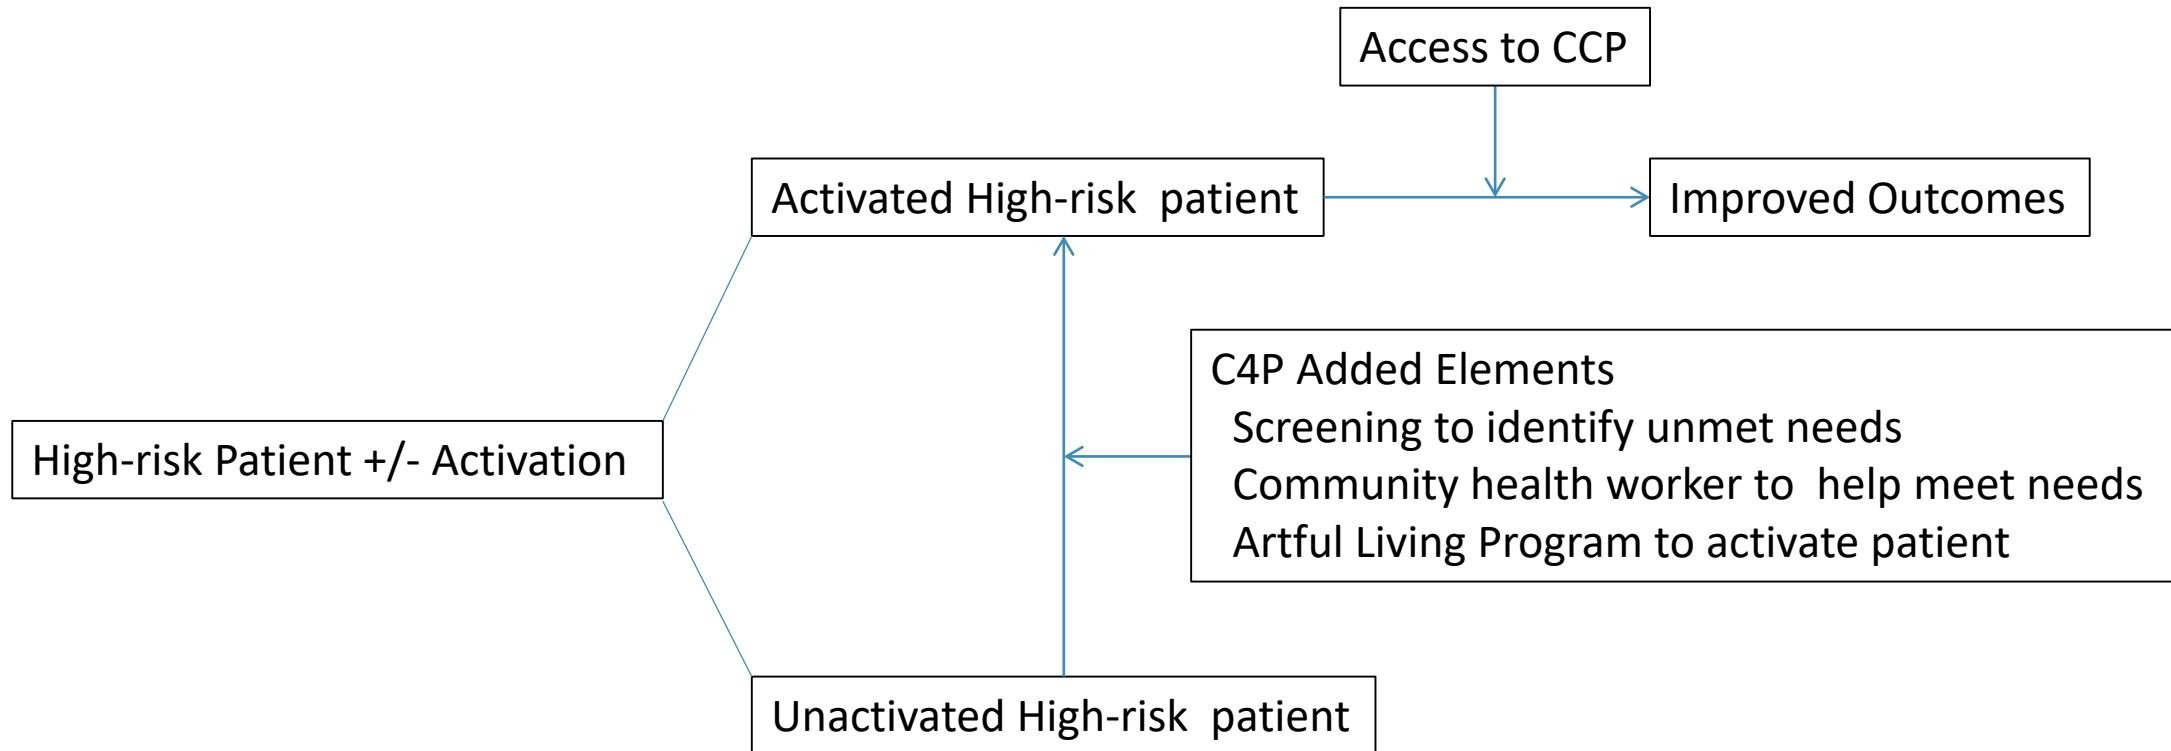 Access to CCP
Activated High-risk  patient
Improved Outcomes
C4P Added Elements
Screening to identify unmet needs
Community health worker to  help meet needs
Artful Living Program to activate patient
High-risk Patient +/- Activation
Unactivated High-risk  patient